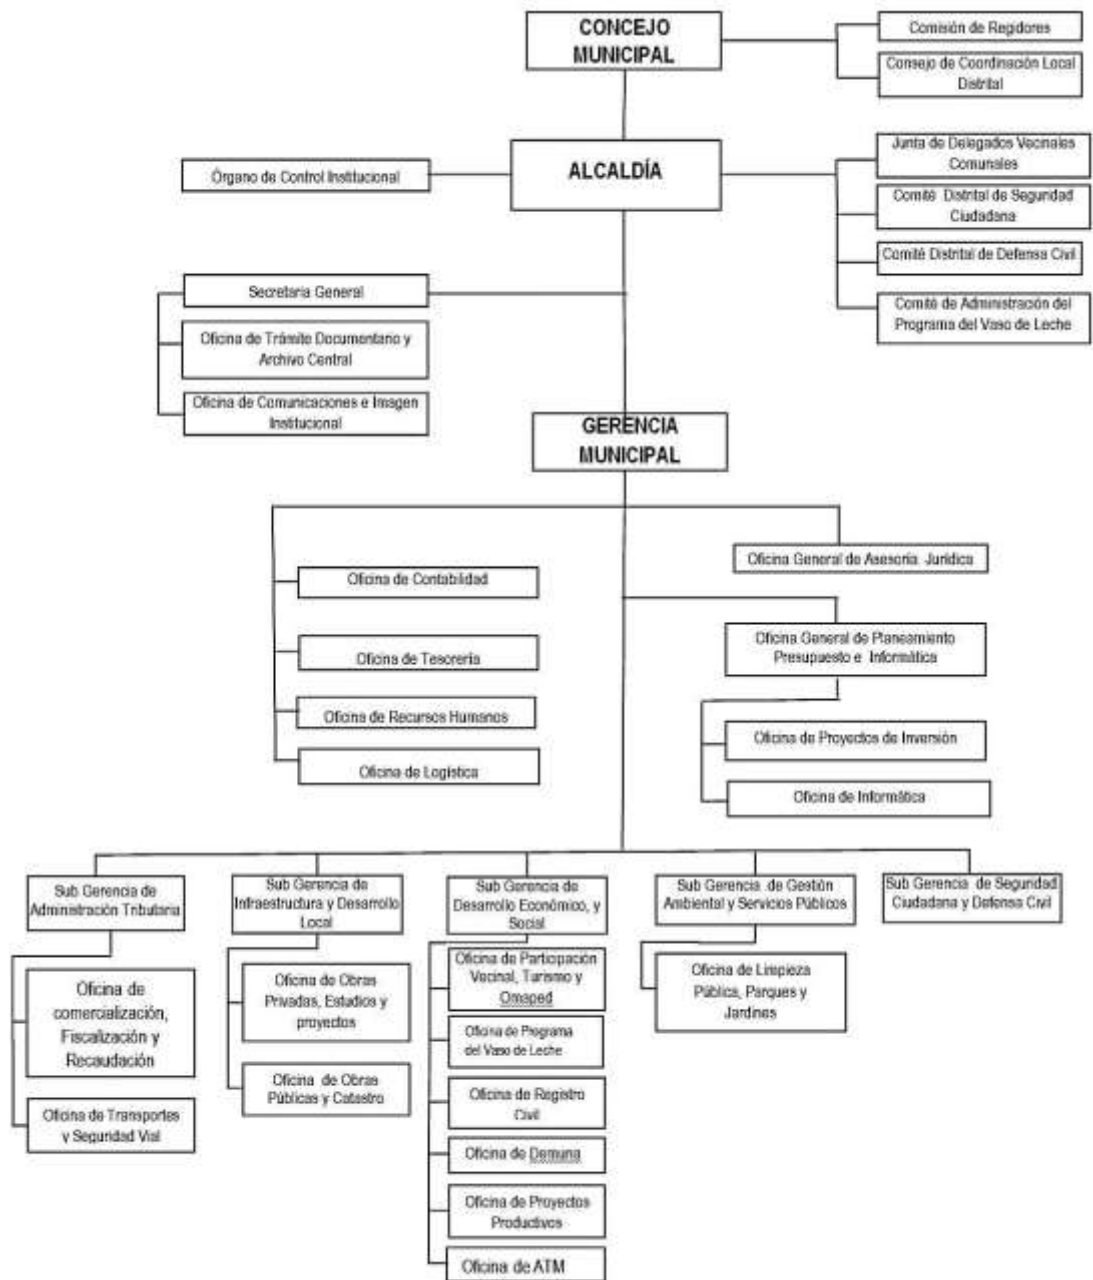 CONCEJO
MUNICIPAL
Comisión de Regidores
Consejo de Coordinación Local
Distrital
ALCALDÍA
Órgano de Control Institucional
Junta de Delegados Vecinales
Comunales
Comité Distrital de Seguridad
Ciudadana
Comité Distrital de Defensa Civil
Comité de Administración del
Programa del Vaso de Leche
Secretaria General
Oficina de Trámite Documentario y
Archivo Central
Oficina de Comunicaciones e Imagen
Institucional
GERENCIA
MUNICIPAL
Oficina General de Asesoría Jurídica
Oficina de Contabilidad
Oficina de Tesorería
Oficina de Recursos Humanos
Oficina de Logística
Oficina General de Planeamiento
Presupuesto e Informática
Oficina de Proyectos de Inversión
Oficina de Informática
Sub Gerencia de
Administración Tributaria
Oficina de
comercialización,
Fiscalización y
Recaudación
Oficina de Transportes
y Seguridad Vial
Sub Gerencia de
Infraestructura y Desarrollo
Local
Oficina de Obras
Privadas, Estudios y
proyectos
Oficina de Obras
Públicas y Catastro
Sub Gerencia de
Desarrollo Económico, y
Social
Oficina de Participación
Vecinal, Turismo y
Omaped
Oficina de Programa
del Vaso de Leche
Oficina de Registro
Civil
Oficina de Demuna
Oficina de Proyectos
Productivos
Oficina de ATM
Sub Gerencia de Gestión
Ambiental y Servicios Públicos
Oficina de Limpieza
Pública, Parques y
Jardines
Sub Gerencia de Seguridad
Ciudadana y Defensa Civil